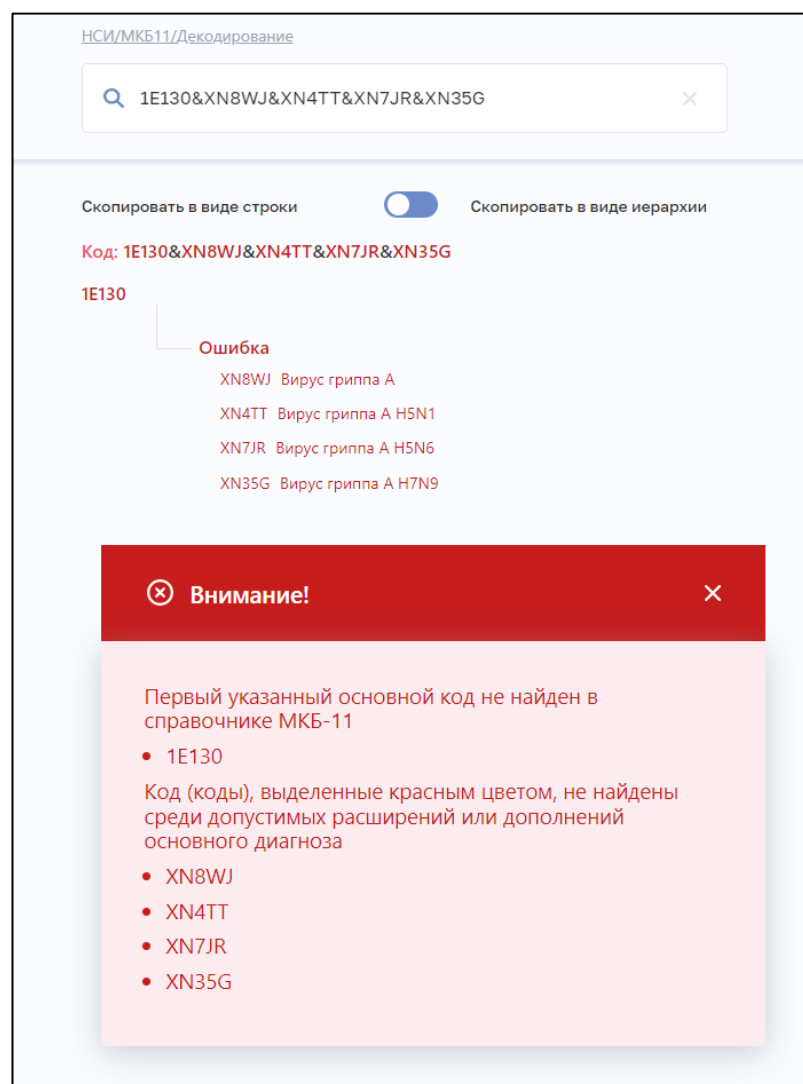 НСИ/МКБ11/Декодирование
1E130&XN8WJ&XN4TT&XN7JR&XN35G
Скопировать в виде строки Скопировать в виде иерархии
Код: 1E130&XN8WJ&XN4TT&XN7JR&XN35G
1E130
Ошибка
XN8WJ Вирус гриппа A
XN4TT Вирус гриппа A H5N1
XN7JR Вирус гриппа A H5N6
XN35G Вирус гриппа A H7N9
Внимание!
Первый указанный основной код не найден в
справочнике МКБ-11
• 1E130
Код (коды), выделенные красным цветом, не найдены
среди допустимых расширений или дополнений
основного диагноза
• XN8WJ
• XN4TT
• XN7JR
• XN35G